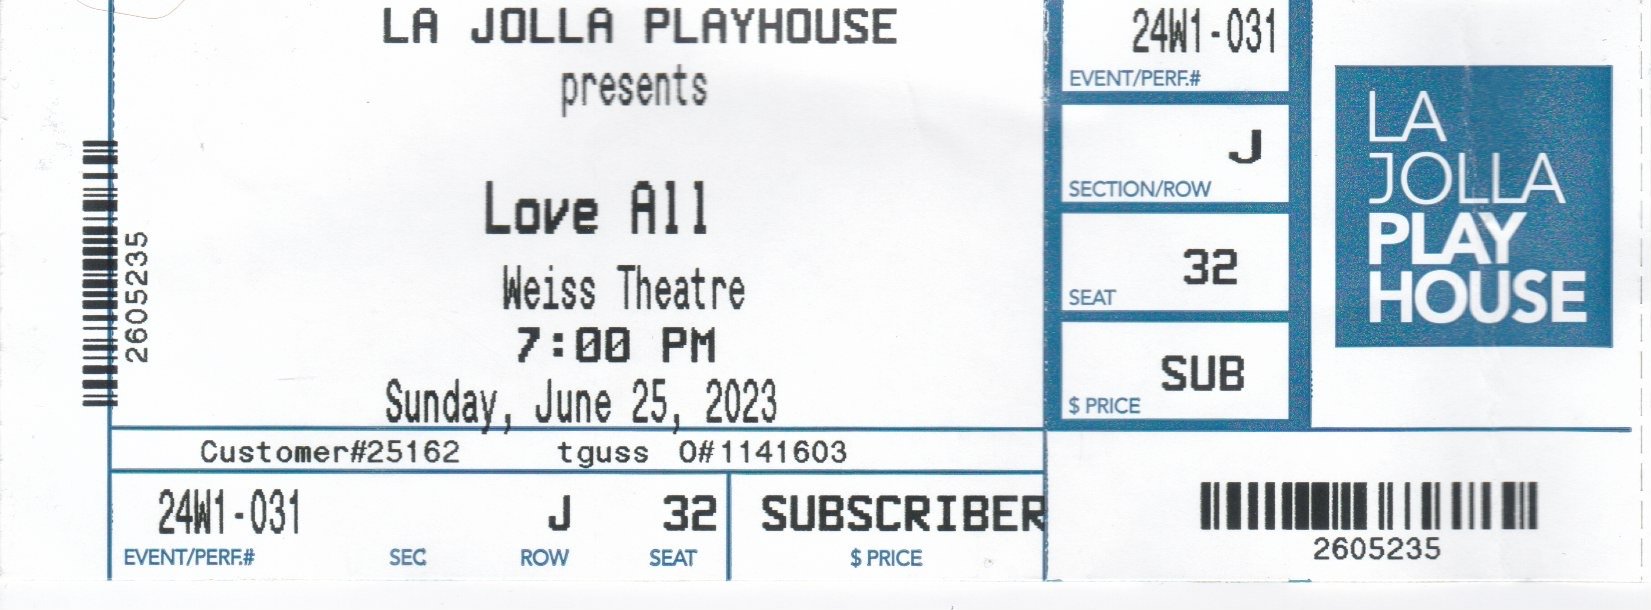 LA JOLLA PLAYHOUSE
presents
Love All
Weiss Theatre
7:00 PM
Sunday, June 25, 2023
2605235
Customer#25162 tguss O#1141603
24W1-031 J 32 SUBSCRIBER
EVENT/PERF.# SEC ROW SEAT $ PRICE
24W1-031
EVENT/PERF.#
J
SECTION/ROW
32
SEAT
SUB
$ PRICE
LA
JOLLA
PLAY
HOUSE
2605235